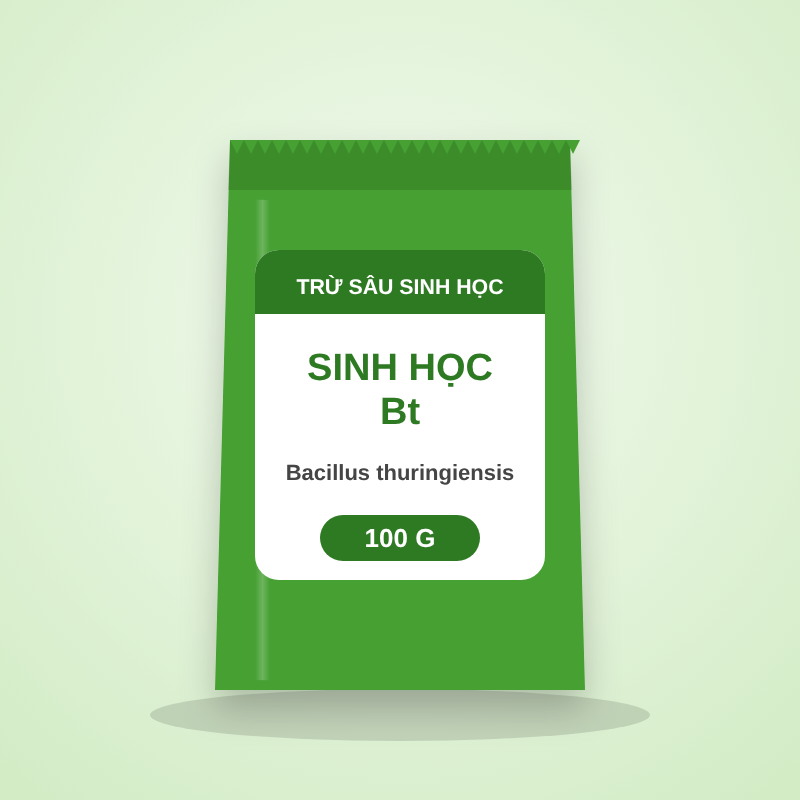 TRỪ SÂU SINH HỌC
SINH HỌC
Bt
Bacillus thuringiensis
100 G